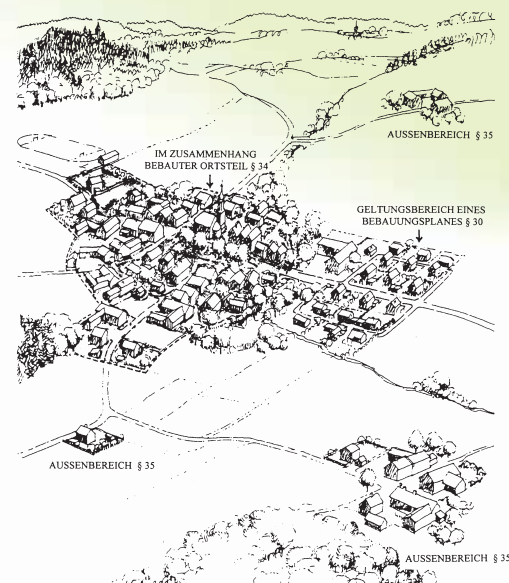 AUSSENBEREICH § 35
IM ZUSAMMENHANG
BEBAUTER ORTSTEIL § 34
GELTUNGSBEREICH EINES
BEBAUUNGSPLANES § 30
AUSSENBEREICH § 35
AUSSENBEREICH § 35